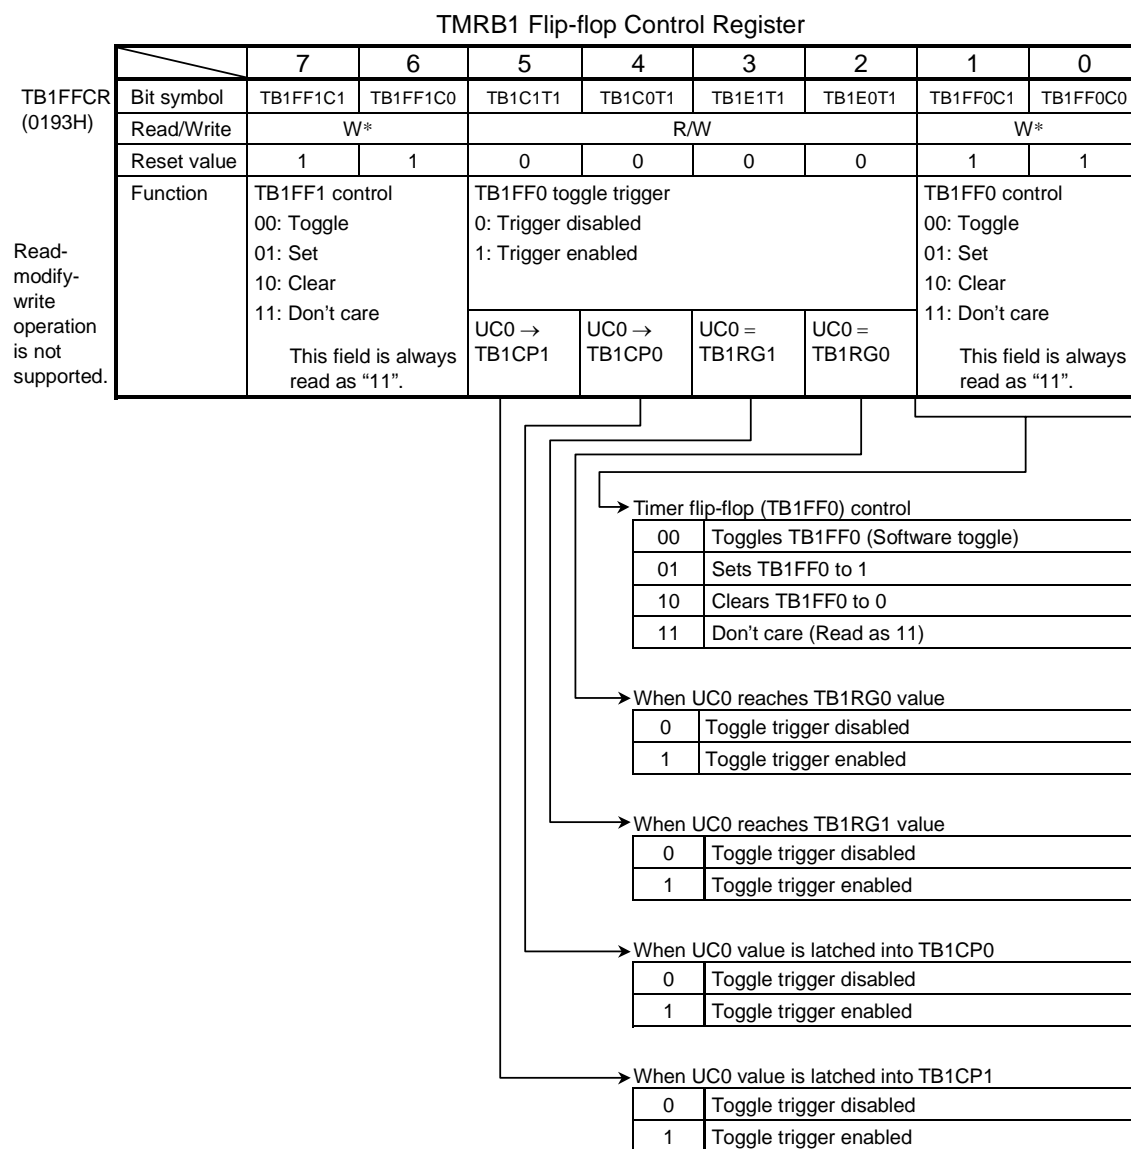 TMRB1 Flip-flop Control Register
7 6 5 4 3 2 1 0
TB1FFCR
(0193H)
Bit symbol TB1FF1C1 TB1FF1C0 TB1C1T1 TB1C0T1 TB1E1T1 TB1E0T1 TB1FF0C1 TB1FF0C0
Read/Write W* R/W W*
Reset value 1 1 0 0 0 0 1 1
Read-
modify-
write
operation
is not
supported.
Function
TB1FF1 control
00: Toggle
01: Set
10: Clear
11: Don't care
This field is always
read as “11”.
TB1FF0 toggle trigger
0: Trigger disabled
1: Trigger enabled
UC0 →
TB1CP1
UC0 →
TB1CP0
UC0 =
TB1RG1
UC0 =
TB1RG0
TB1FF0 control
00: Toggle
01: Set
10: Clear
11: Don't care
This field is always
read as “11”.
Timer flip-flop (TB1FF0) control
00 Toggles TB1FF0 (Software toggle)
01 Sets TB1FF0 to 1
10 Clears TB1FF0 to 0
11 Don't care (Read as 11)
When UC0 reaches TB1RG0 value
0 Toggle trigger disabled
1 Toggle trigger enabled
When UC0 reaches TB1RG1 value
0 Toggle trigger disabled
1 Toggle trigger enabled
When UC0 value is latched into TB1CP0
0 Toggle trigger disabled
1 Toggle trigger enabled
When UC0 value is latched into TB1CP1
0 Toggle trigger disabled
1 Toggle trigger enabled